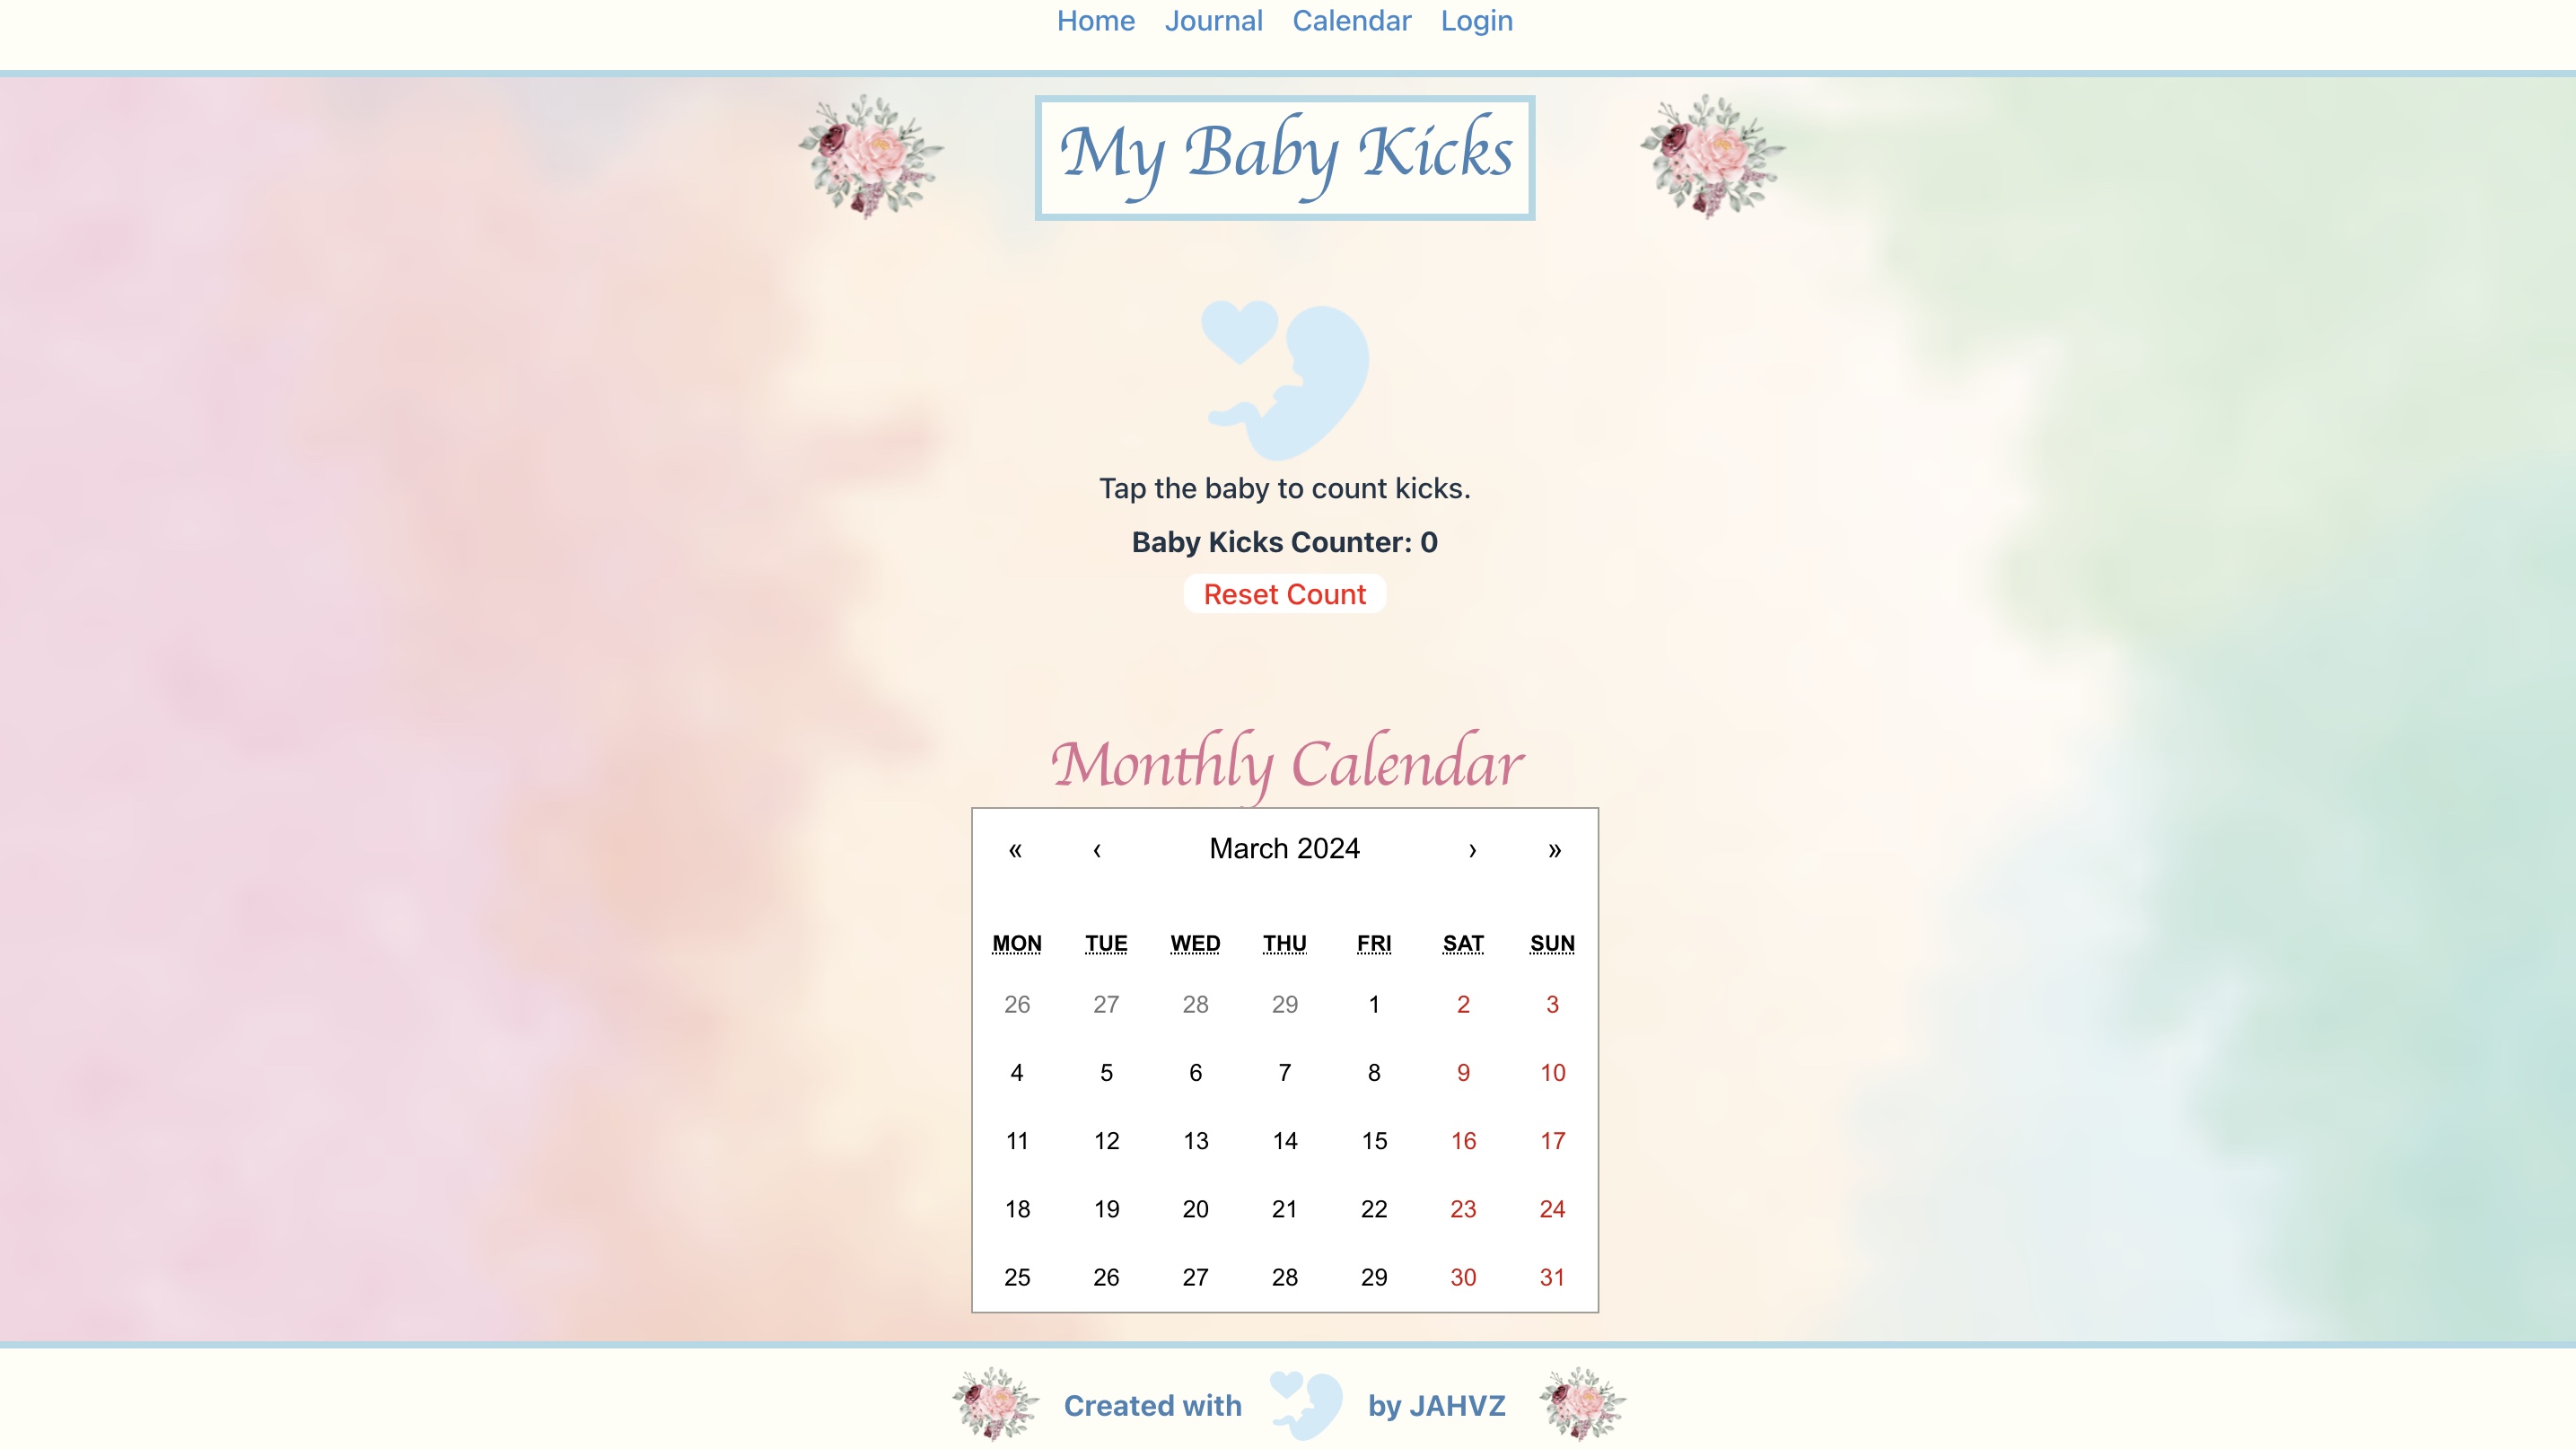 Home Journal Calendar Login
My Baby Kicks
Tap the baby to count kicks.
Baby Kicks Counter: 0
Reset Count
Monthly Calendar
« ‹ March 2024 › »
MON TUE WED THU FRI SAT SUN
26 27 28 29 1 2 3
4 5 6 7 8 9 10
11 12 13 14 15 16 17
18 19 20 21 22 23 24
25 26 27 28 29 30 31
Created with by JAHVZ